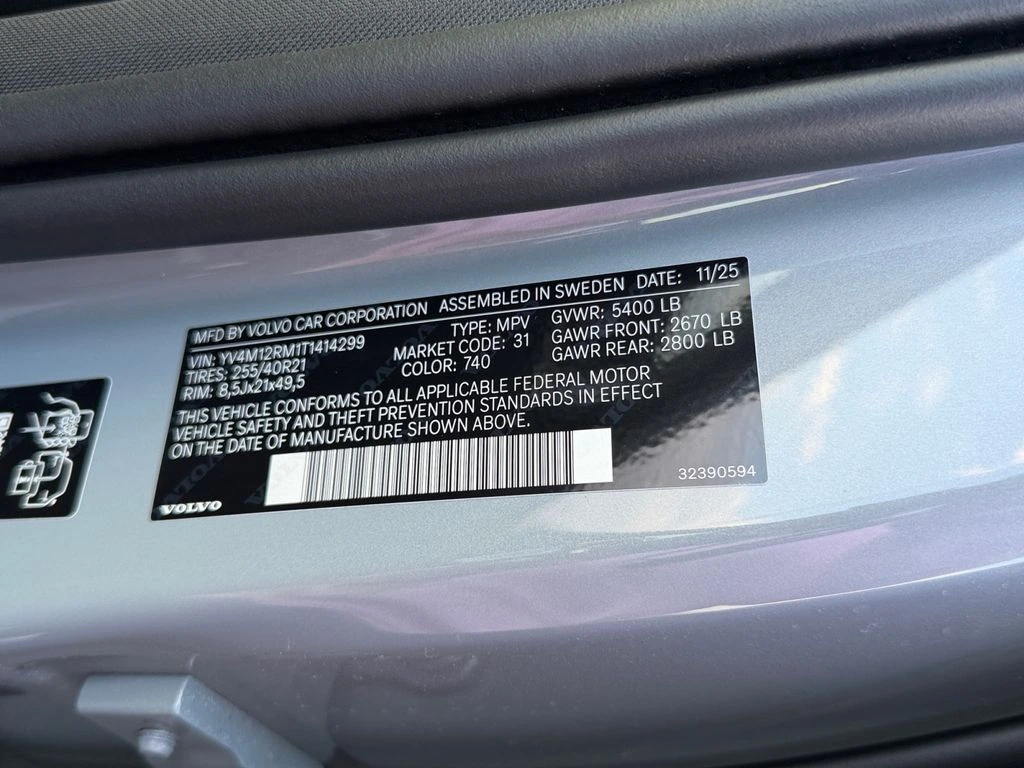 MFD BY VOLVO CAR CORPORATION ASSEMBLED IN SWEDEN DATE: 11/25
VIN: YV4M12RM1T1414299 TYPE: MPV GVWR: 5400 LB
TIRES: 255/40R21 MARKET CODE: 31 GAWR FRONT: 2670 LB
RIM: 8,5Jx21x49,5 COLOR: 740 GAWR REAR: 2800 LB
THIS VEHICLE CONFORMS TO ALL APPLICABLE FEDERAL MOTOR
VEHICLE SAFETY AND THEFT PREVENTION STANDARDS IN EFFECT
ON THE DATE OF MANUFACTURE SHOWN ABOVE.
VOLVO
32390594